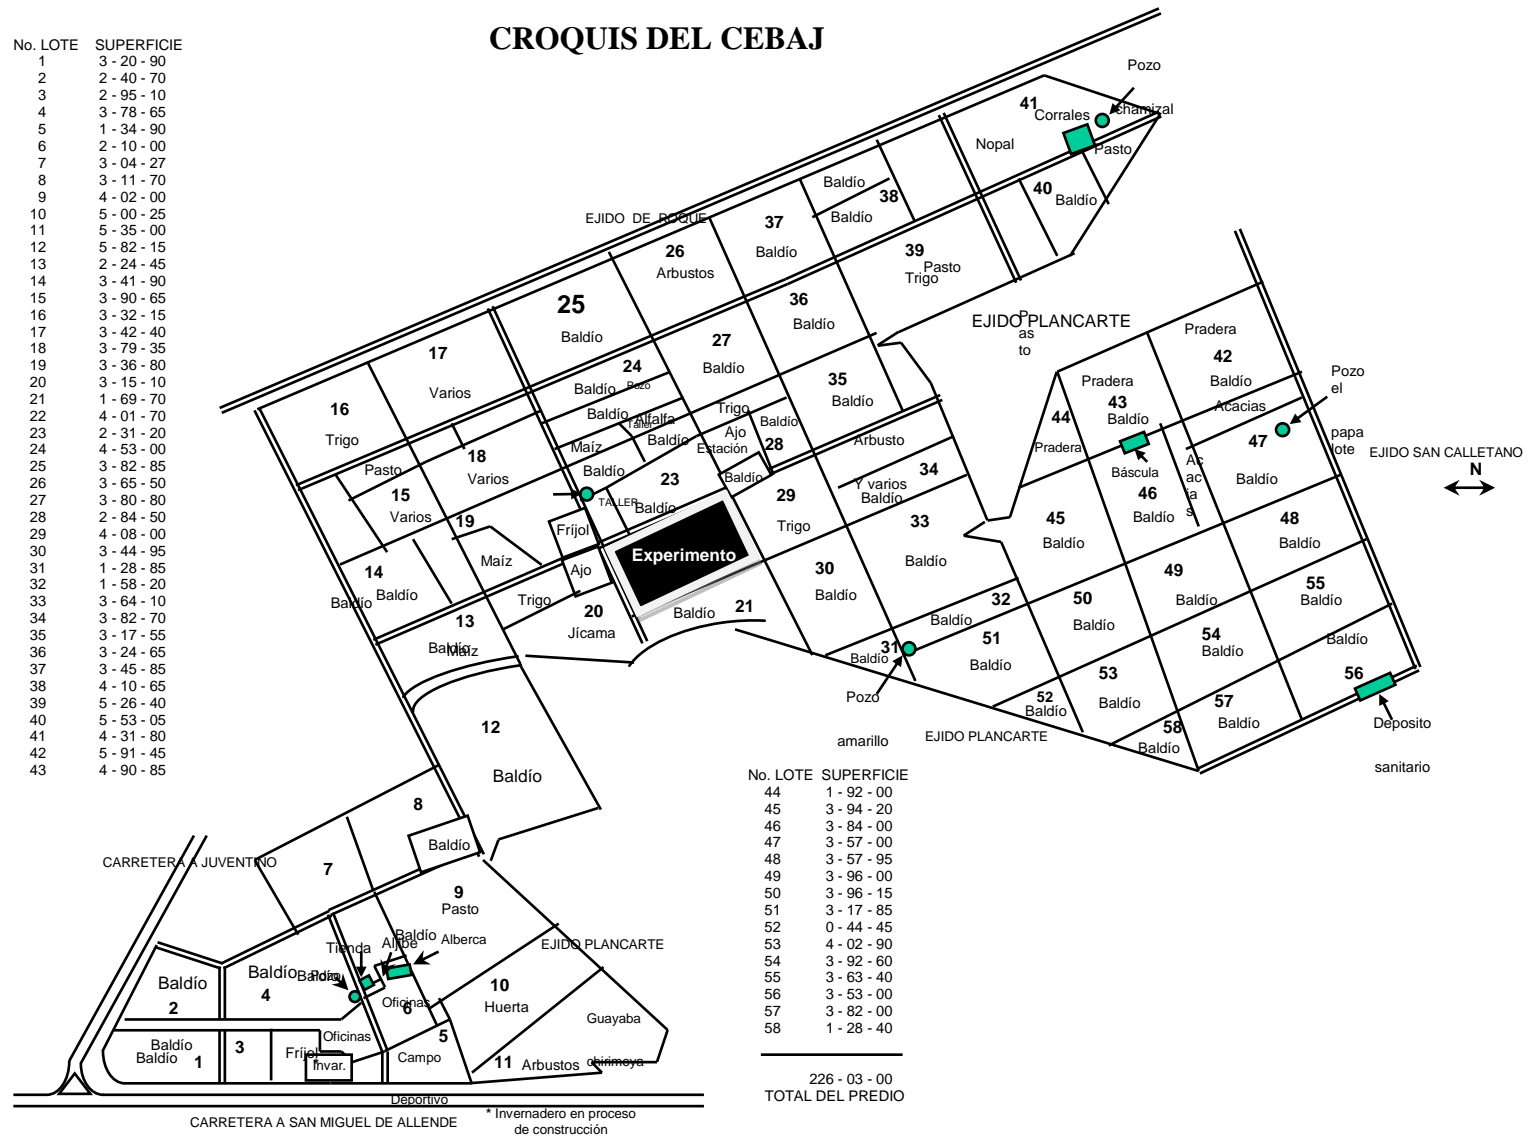 CROQUIS DEL CEBAJ
No. LOTE SUPERFICIE
1 3 - 20 - 90
2 2 - 40 - 70
3 2 - 95 - 10
4 3 - 78 - 65
5 1 - 34 - 90
6 2 - 10 - 00
7 3 - 04 - 27
8 3 - 11 - 70
9 4 - 02 - 00
10 5 - 00 - 25
11 5 - 35 - 00
12 5 - 82 - 15
13 2 - 24 - 45
14 3 - 41 - 90
15 3 - 90 - 65
16 3 - 32 - 15
17 3 - 42 - 40
18 3 - 79 - 35
19 3 - 36 - 80
20 3 - 15 - 10
21 1 - 69 - 70
22 4 - 01 - 70
23 2 - 31 - 20
24 4 - 53 - 00
25 3 - 82 - 85
26 3 - 65 - 50
27 3 - 80 - 80
28 2 - 84 - 50
29 4 - 08 - 00
30 3 - 44 - 95
31 1 - 28 - 85
32 1 - 58 - 20
33 3 - 64 - 10
34 3 - 82 - 70
35 3 - 17 - 55
36 3 - 24 - 65
37 3 - 45 - 85
38 4 - 10 - 65
39 5 - 26 - 40
40 5 - 53 - 05
41 4 - 31 - 80
42 5 - 91 - 45
43 4 - 90 - 85
Pozo
chamizal
41
Corrales
Nopal
Pasto
40
Baldío
Baldío
38
Baldío
EJIDO DE ROQUE
37
Baldío
26
Arbustos
39
Pasto
Trigo
25
Baldío
36
Baldío
P
as
to
EJIDO PLANCARTE
27
Baldío
17
Varios
24
Baldío
Pozo
35
Baldío
16
Trigo
Baldío
Alfalfa
Taller
Trigo
Ajo
Baldío
Maíz
Baldío
Estación
28
Arbusto
18
Varios
Pasto
Baldío
23
Baldío
Baldío
34
Y varios
Baldío
15
Varios
TALLER
29
Trigo
19
Fríjol
33
Baldío
Experimento
Maíz
Ajo
14
Baldío
Baldío
30
Baldío
Trigo
20
Jícama
Baldío
21
32
Baldío
13
Baldío
Maíz
31
Baldío
Pozo
amarillo
12
Baldío
Pradera
42
Baldío
Pradera
43
Baldío
Acacias
Pozo
el
papa
lote
44
Pradera
47
Baldío
EJIDO SAN CALLETANO
N
Báscula
Ac
ac
ia
s
46
Baldío
45
Baldío
48
Baldío
49
Baldío
55
Baldío
50
Baldío
51
Baldío
54
Baldío
Baldío
53
Baldío
56
52
Baldío
57
Baldío
58
Baldío
Deposito
sanitario
EJIDO PLANCARTE
8
Baldío
7
CARRETERA A JUVENTINO
9
Pasto
Baldío
Tienda
Aljibe
Alberca
EJIDO PLANCARTE
Baldío
2
Baldío
4
Baldío
Oficinas
6
10
Huerta
Guayaba
chirimoya
Baldío
Baldío
1
3
Fríjol
Oficinas
*
Invar.
5
Campo
Deportivo
11
Arbustos
CARRETERA A SAN MIGUEL DE ALLENDE
* Invernadero en proceso
de construcción
No. LOTE SUPERFICIE
44 1 - 92 - 00
45 3 - 94 - 20
46 3 - 84 - 00
47 3 - 57 - 00
48 3 - 57 - 95
49 3 - 96 - 00
50 3 - 96 - 15
51 3 - 17 - 85
52 0 - 44 - 45
53 4 - 02 - 90
54 3 - 92 - 60
55 3 - 63 - 40
56 3 - 53 - 00
57 3 - 82 - 00
58 1 - 28 - 40
226 - 03 - 00
TOTAL DEL PREDIO